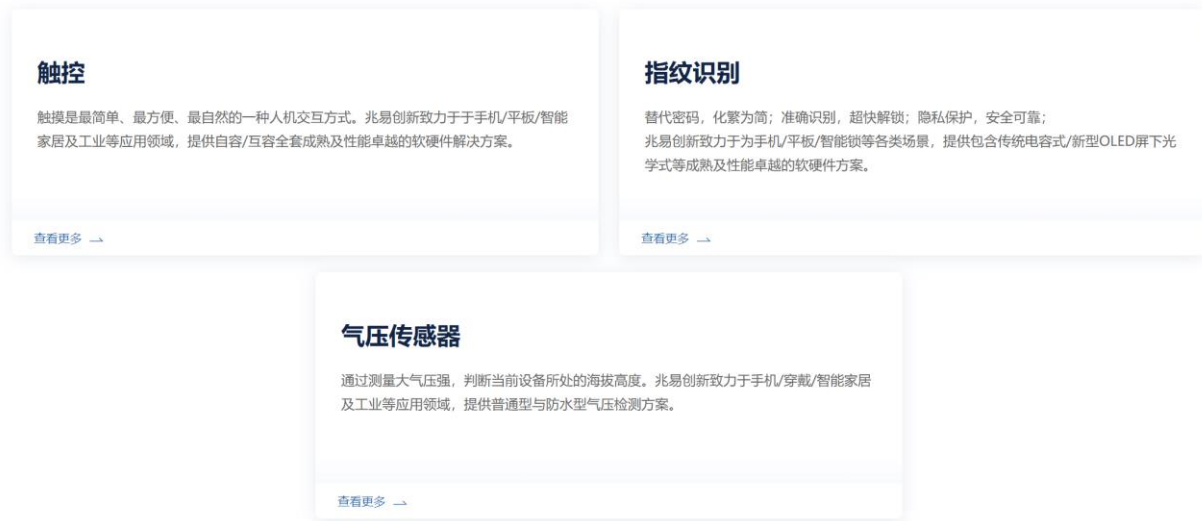 触控
触摸是最简单、最方便、最自然的一种人机交互方式。兆易创新致力于于手机/平板/智能
家居及工业等应用领域，提供自容/互容全套成熟及性能卓越的软硬件解决方案。
查看更多
指纹识别
替代密码，化繁为简；准确识别，超快解锁；隐私保护，安全可靠；
兆易创新致力于为手机/平板/智能锁等各类场景，提供包含传统电容式/新型OLED屏下光
学式等成熟及性能卓越的软硬件方案。
查看更多
气压传感器
通过测量大气压强，判断当前设备所处的海拔高度。兆易创新致力于手机/穿戴/智能家居
及工业等应用领域，提供普通型与防水型气压检测方案。
查看更多